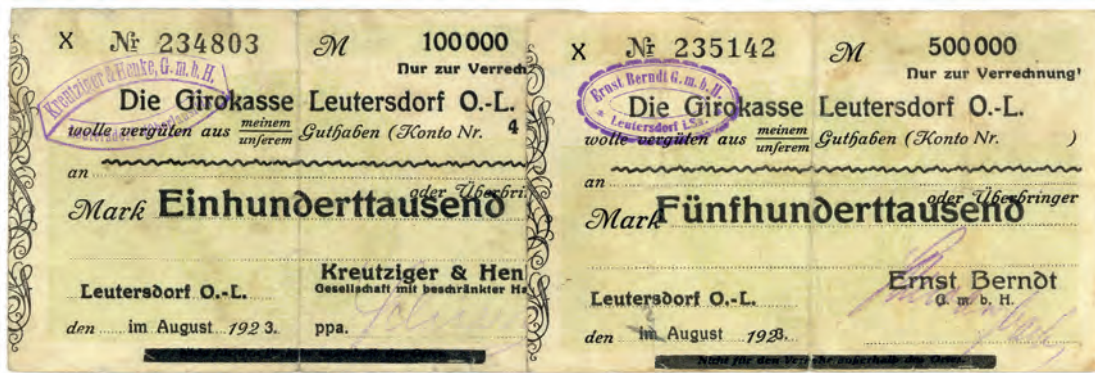 X № 234803 M 100000
Nur zur Verrechn
Kreutziger & Henke, G.m.b.H.
Die Girokasse Leutersdorf O.-L.
wolle vergüten aus meinem
unserem Guthaben (Konto Nr. 4
an oder Überbri
Mark Einhunderttausend
Kreutziger & Hen
Gesellschaft mit beschränkter Ha
Leutersdorf O.-L.
den im August 1923. ppa.
X № 235142 M 500000
Nur zur Verrechnung!
Ernst Berndt G.m.b.H.
Leutersdorf i.Sa.
Die Girokasse Leutersdorf O.-L.
wolle vergüten aus meinem
unserem Guthaben (Konto Nr. )
an oder Überbringer
Mark Fünfhunderttausend
Ernst Berndt
G. m. b. H.
Leutersdorf O.-L.
den im August 1923.
Nicht für den Verkehr außerhalb des Ortes